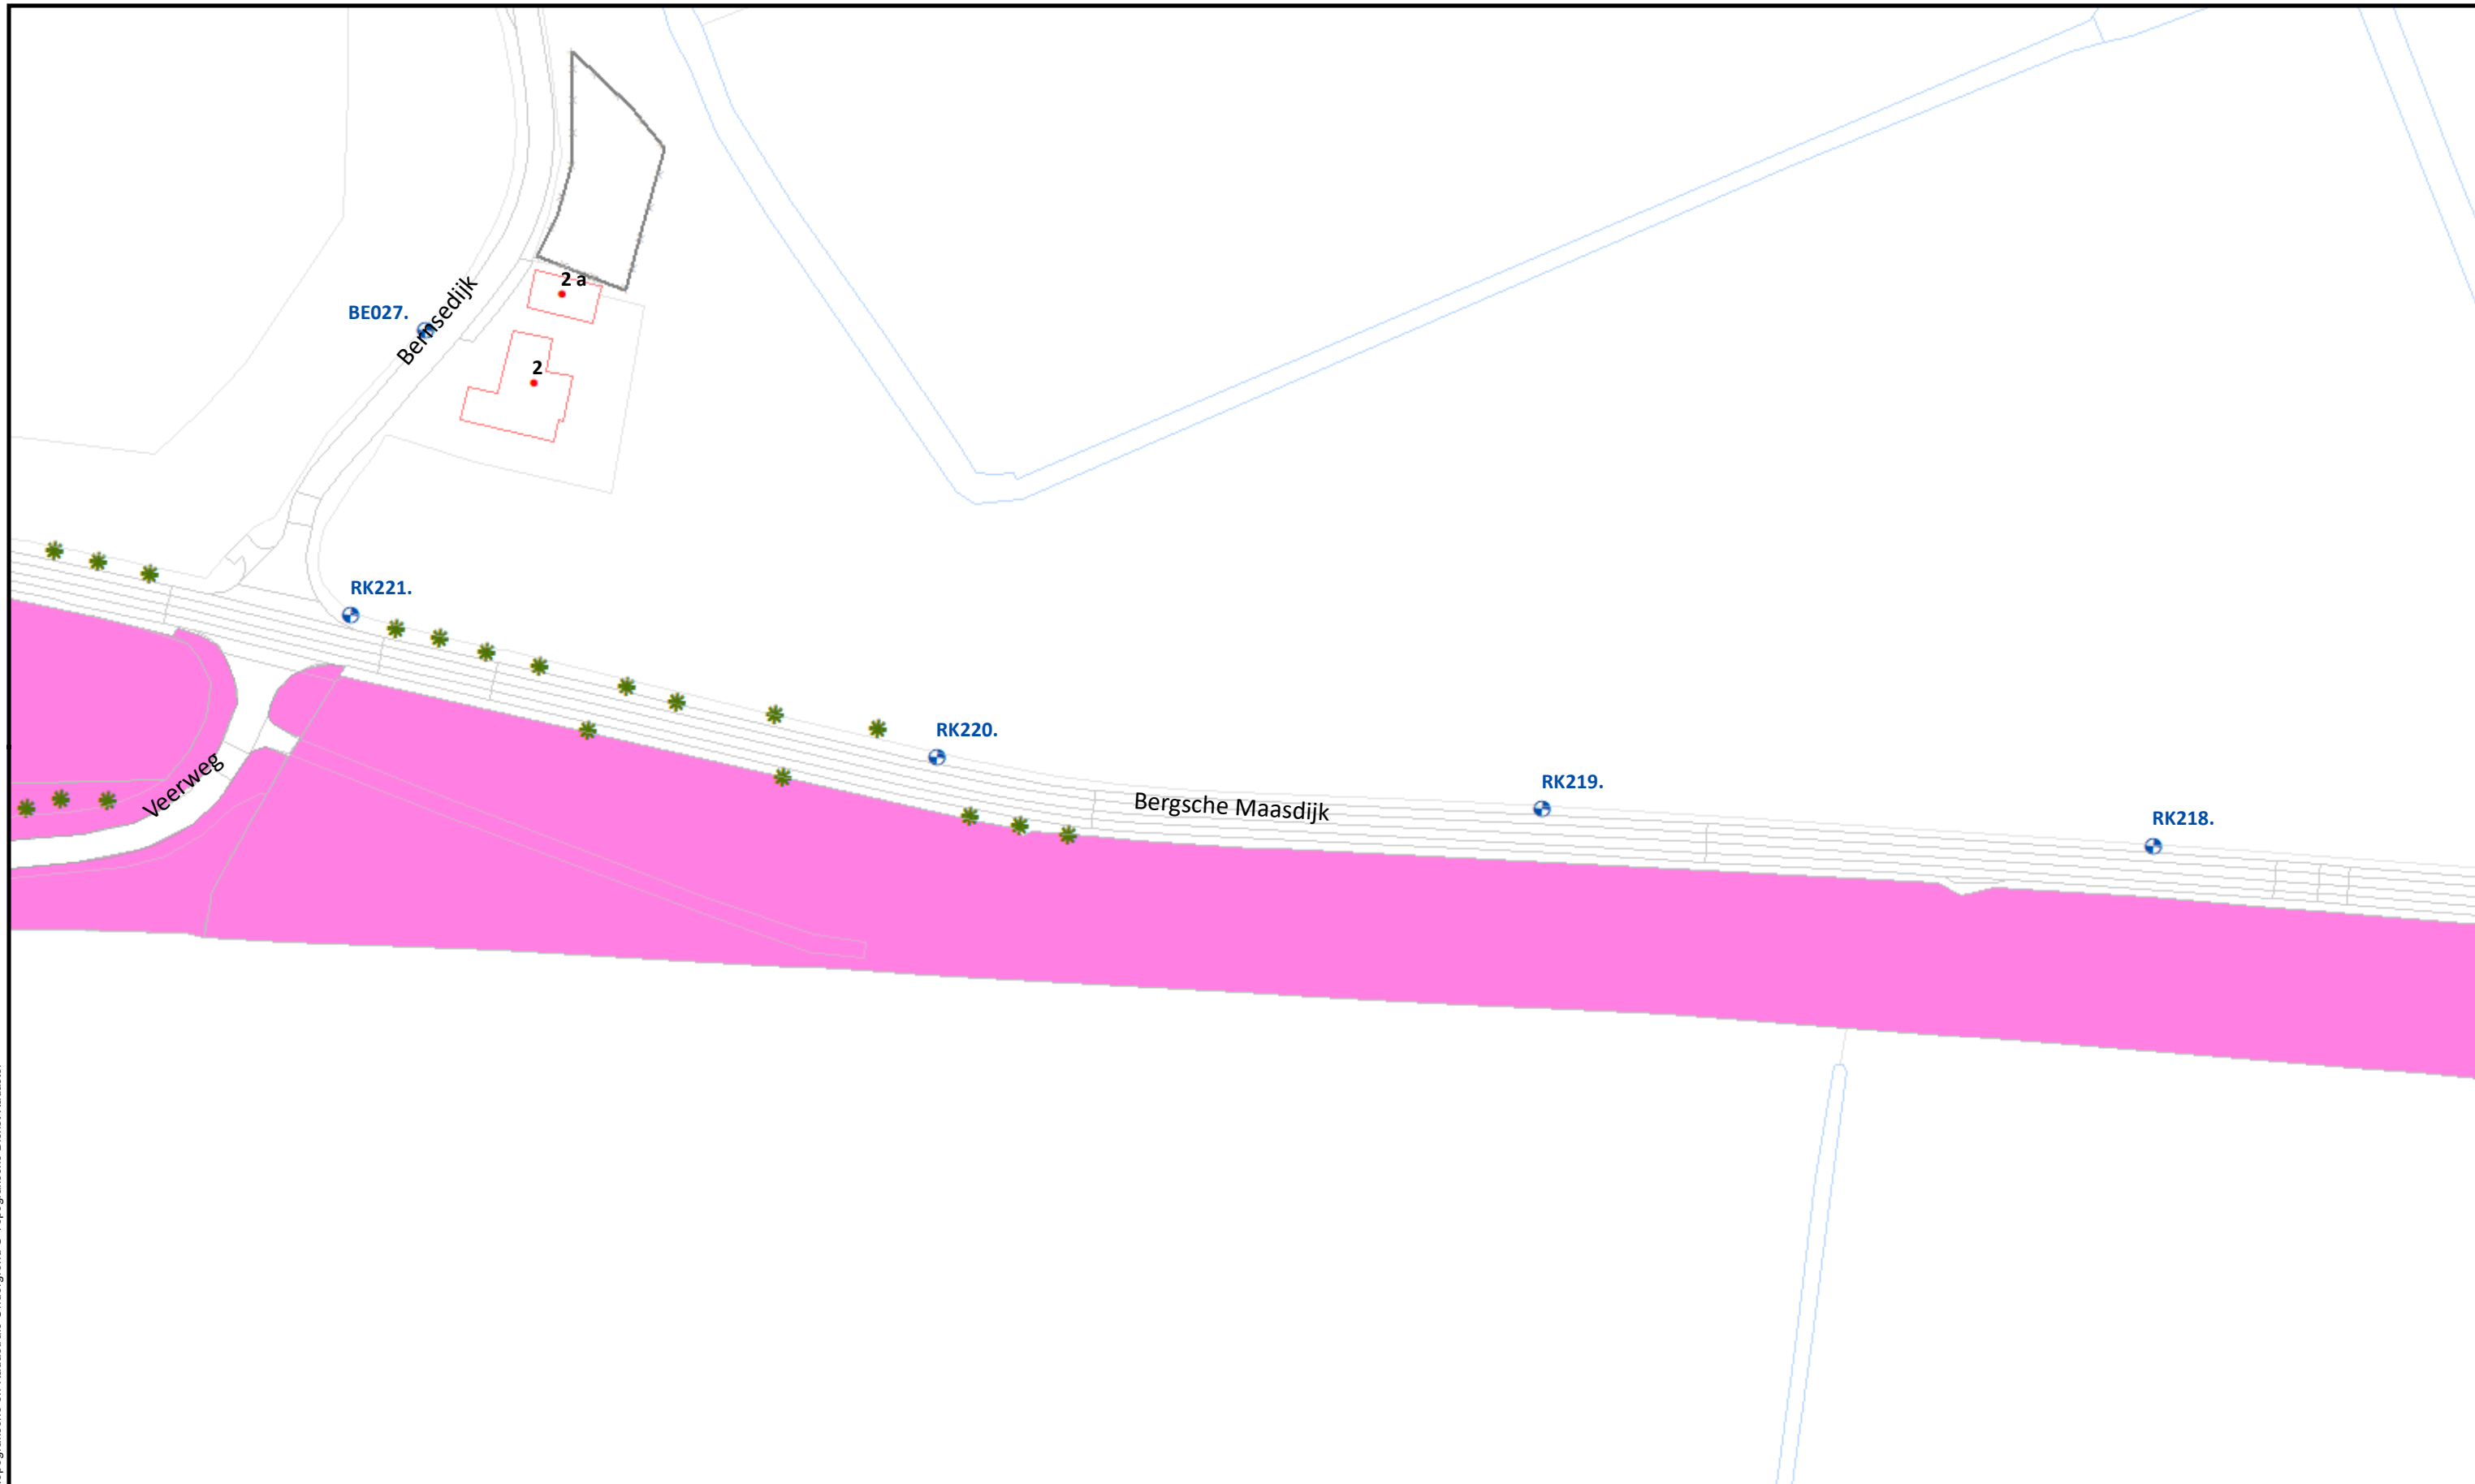 2 a
BE027.
Bernsedijk
2
RK221.
RK220.
Veerweg
RK219.
Bergsche Maasdijk
RK218.